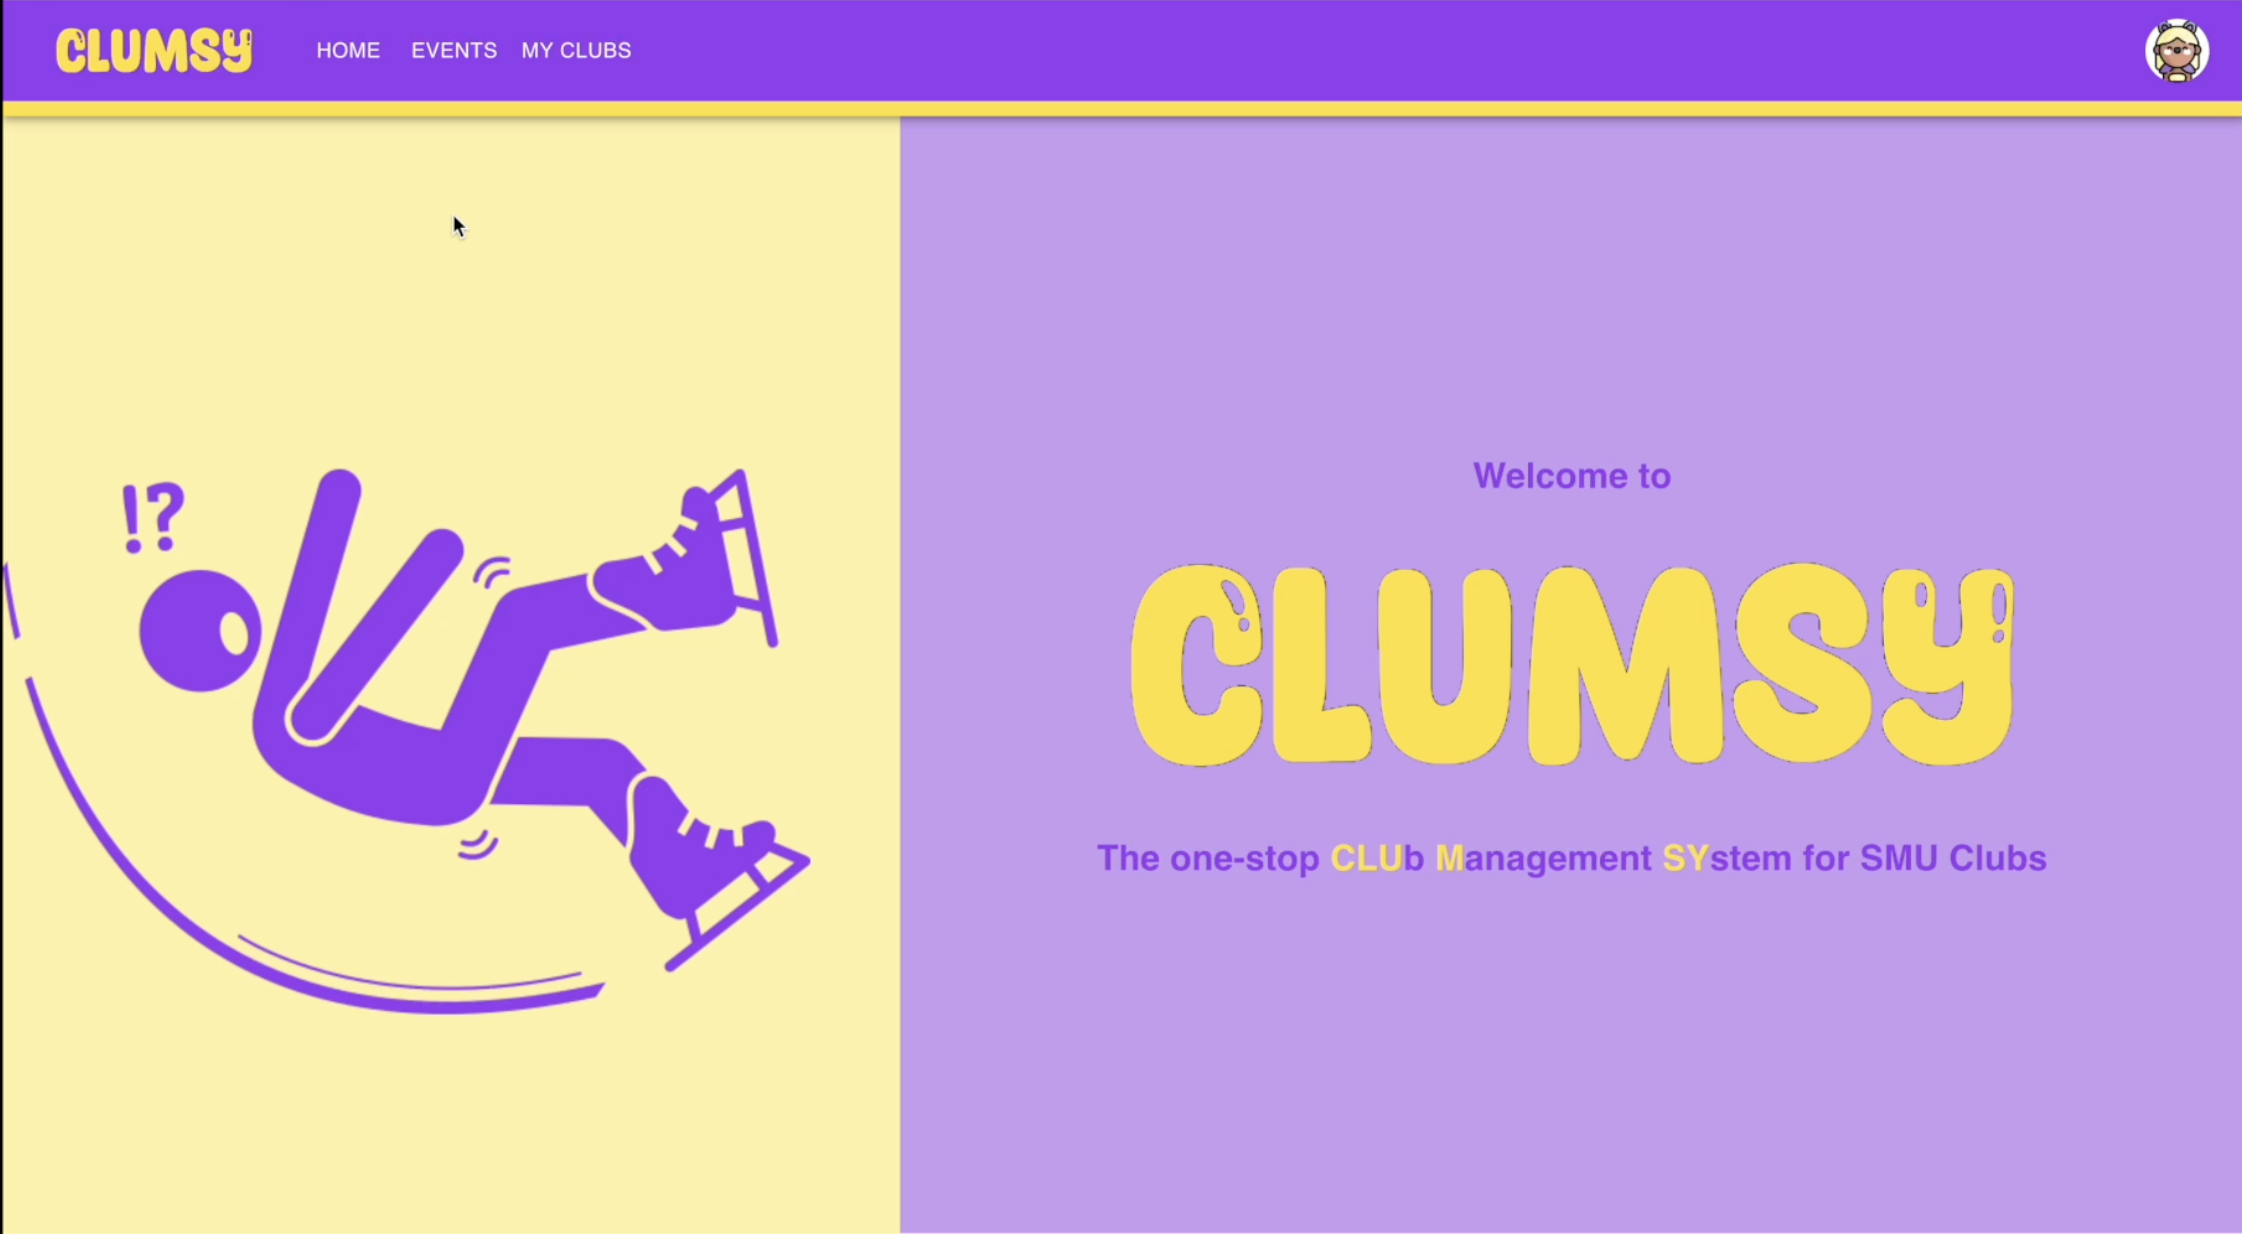 CLUMSY HOME EVENTS MY CLUBS
!?
Welcome to
CLUMSY
The one-stop CLUb Management SYstem for SMU Clubs